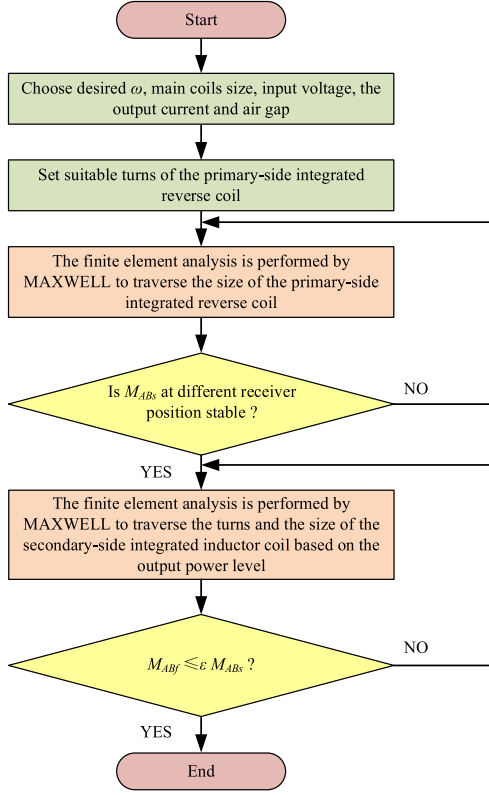 Start
Choose desired ω, main coils size, input voltage, the
output current and air gap
Set suitable turns of the primary-side integrated
reverse coil
The finite element analysis is performed by
MAXWELL to traverse the size of the primary-side
integrated reverse coil
Is M_ABs at different receiver
position stable ?
NO
YES
The finite element analysis is performed by
MAXWELL to traverse the turns and the size of the
secondary-side integrated inductor coil based on the
output power level
M_ABf ≤ ε M_ABs ?
NO
YES
End